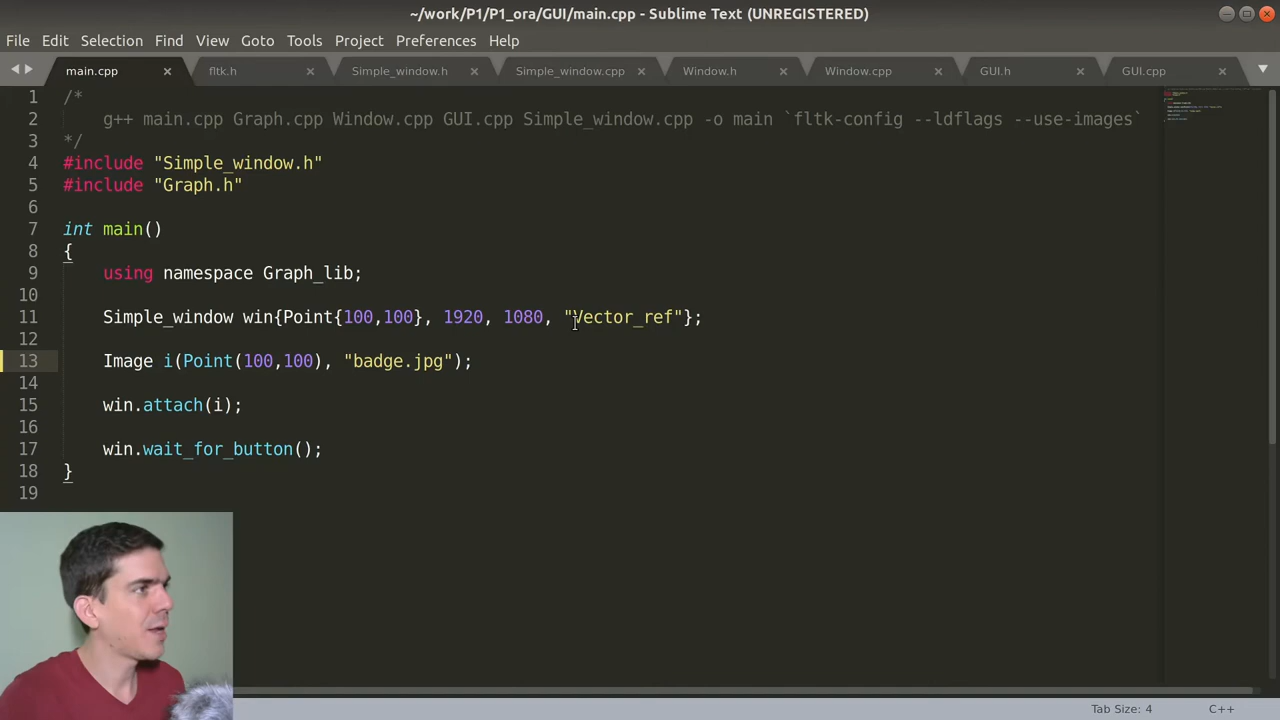 ~/work/P1/P1_ora/GUI/main.cpp - Sublime Text (UNREGISTERED)
File Edit Selection Find View Goto Tools Project Preferences Help
main.cpp fltk.h Simple_window.h Simple_window.cpp Window.h Window.cpp GUI.h GUI.cpp
1 /*
2 g++ main.cpp Graph.cpp Window.cpp GUI.cpp Simple_window.cpp -o main `fltk-config --ldflags --use-images`
3 */
4 #include "Simple_window.h"
5 #include "Graph.h"
6
7 int main()
8 {
9 using namespace Graph_lib;
10
11 Simple_window win{Point{100,100}, 1920, 1080, "Vector_ref"};
12
13 Image i(Point(100,100), "badge.jpg");
14
15 win.attach(i);
16
17 win.wait_for_button();
18 }
19
Tab Size: 4 C++